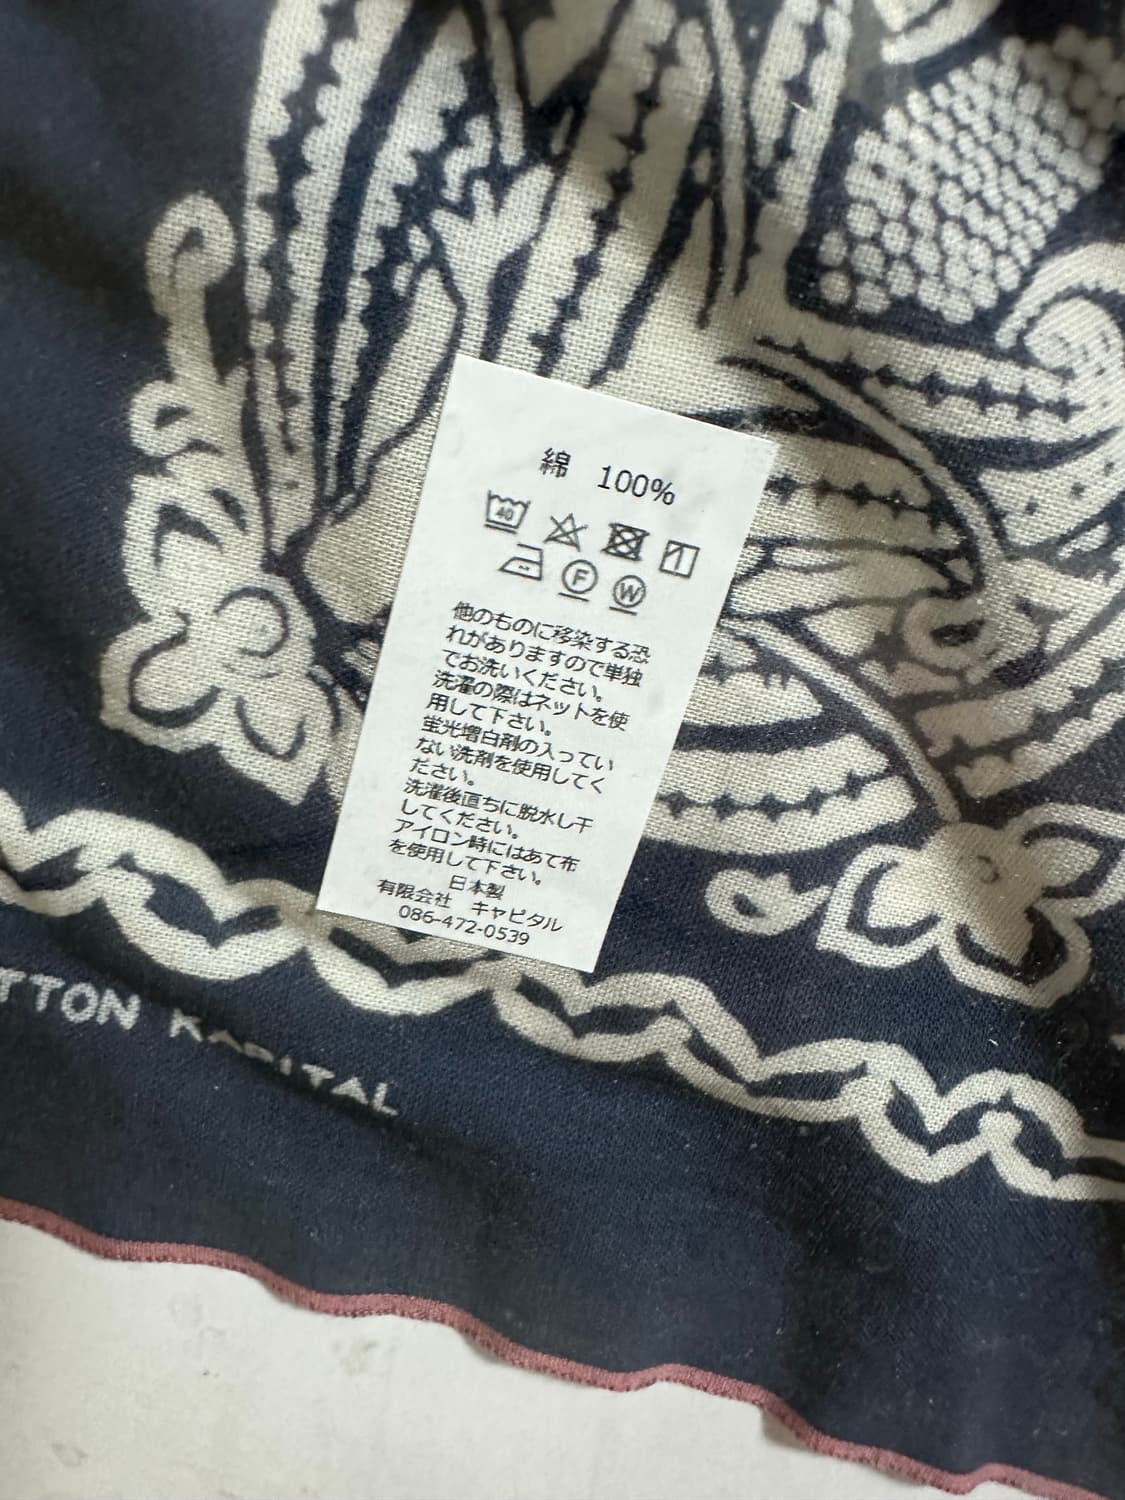 綿 100%
40
F W
他のものに移染する恐
れがありますので単独
でお洗いください。
洗濯の際はネットを使
用して下さい。
蛍光増白剤の入ってい
ない洗剤を使用してく
ださい。
洗濯後直ちに脱水し干
してください。
アイロン時にはあて布
を使用して下さい。
日本製
有限会社 キャピタル
086-472-0539
TTON KAPITAL